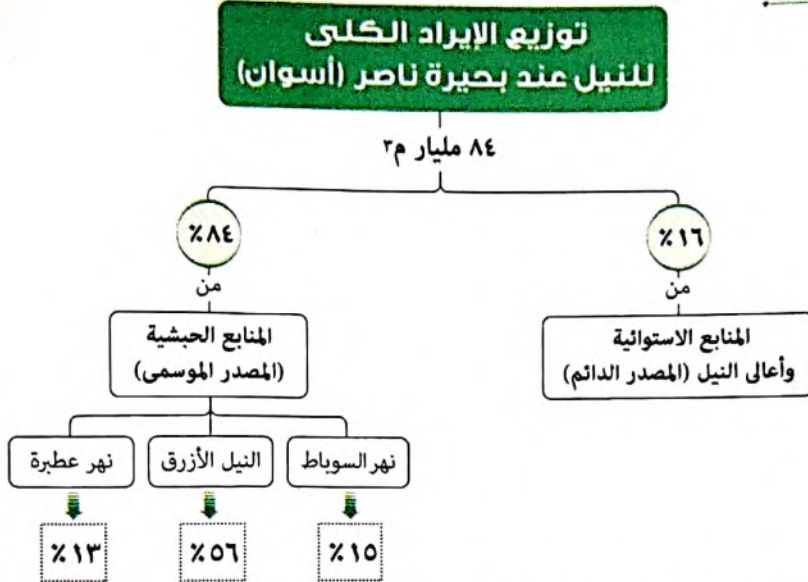 توزيع الإيراد الكلى
للنيل عند بحيرة ناصر (أسوان)
٨٤ مليار م٣
٪١٦
من
المنابع الاستوائية
وأعالى النيل (المصدر الدائم)
٪٨٤
من
المنابع الحبشية
(المصدر الموسمى)
نهر السوباط
٪١٥
النيل الأزرق
٪٥٦
نهر عطبرة
٪١٣